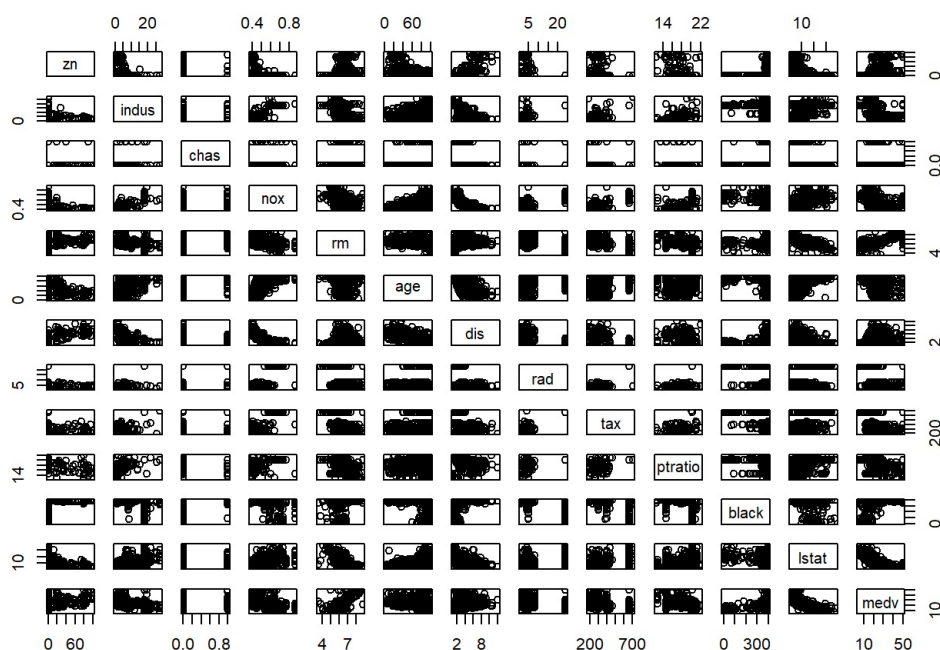 0 20 0.4 0.8 0 60 5 20 14 22 10
zn 0
0 indus
chas 0.0
0.4 nox
rm 4
0 age
dis 2
5 rad
tax 200
14 ptratio
black 0
10 lstat
medv 10
0 60 0.0 0.8 4 7 2 8 200 700 0 300 10 50